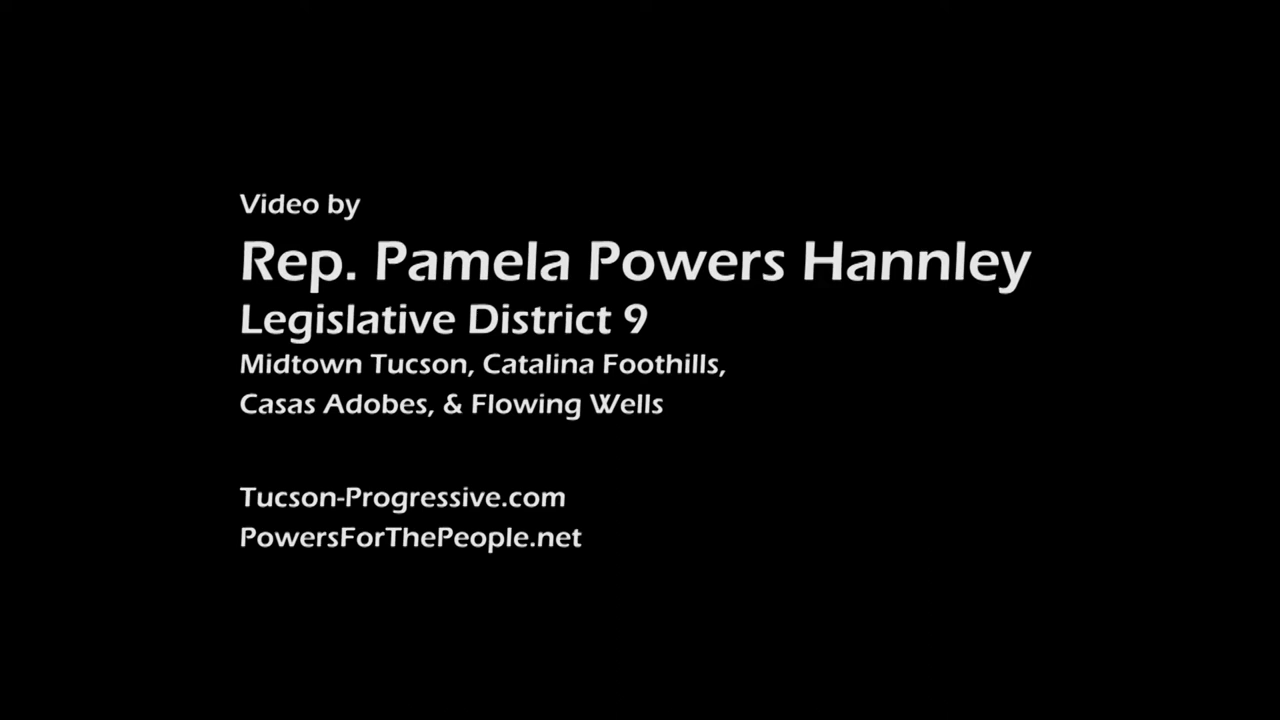 Video by
Rep. Pamela Powers Hannley
Legislative District 9
Midtown Tucson, Catalina Foothills,
Casas Adobes, & Flowing Wells
Tucson-Progressive.com
PowersForThePeople.net